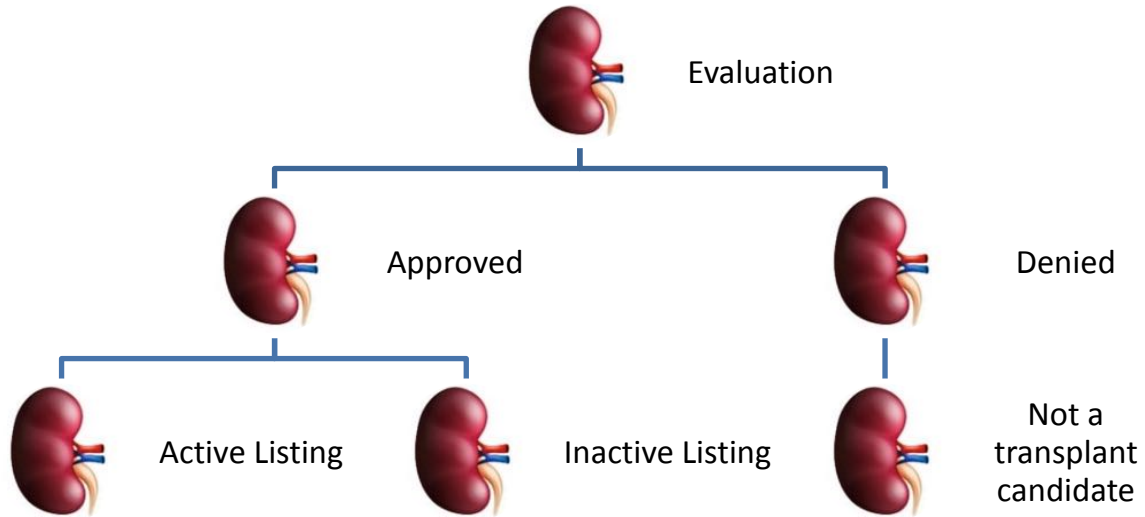 Evaluation
Approved
Denied
Active Listing
Inactive Listing
Not a
transplant
candidate